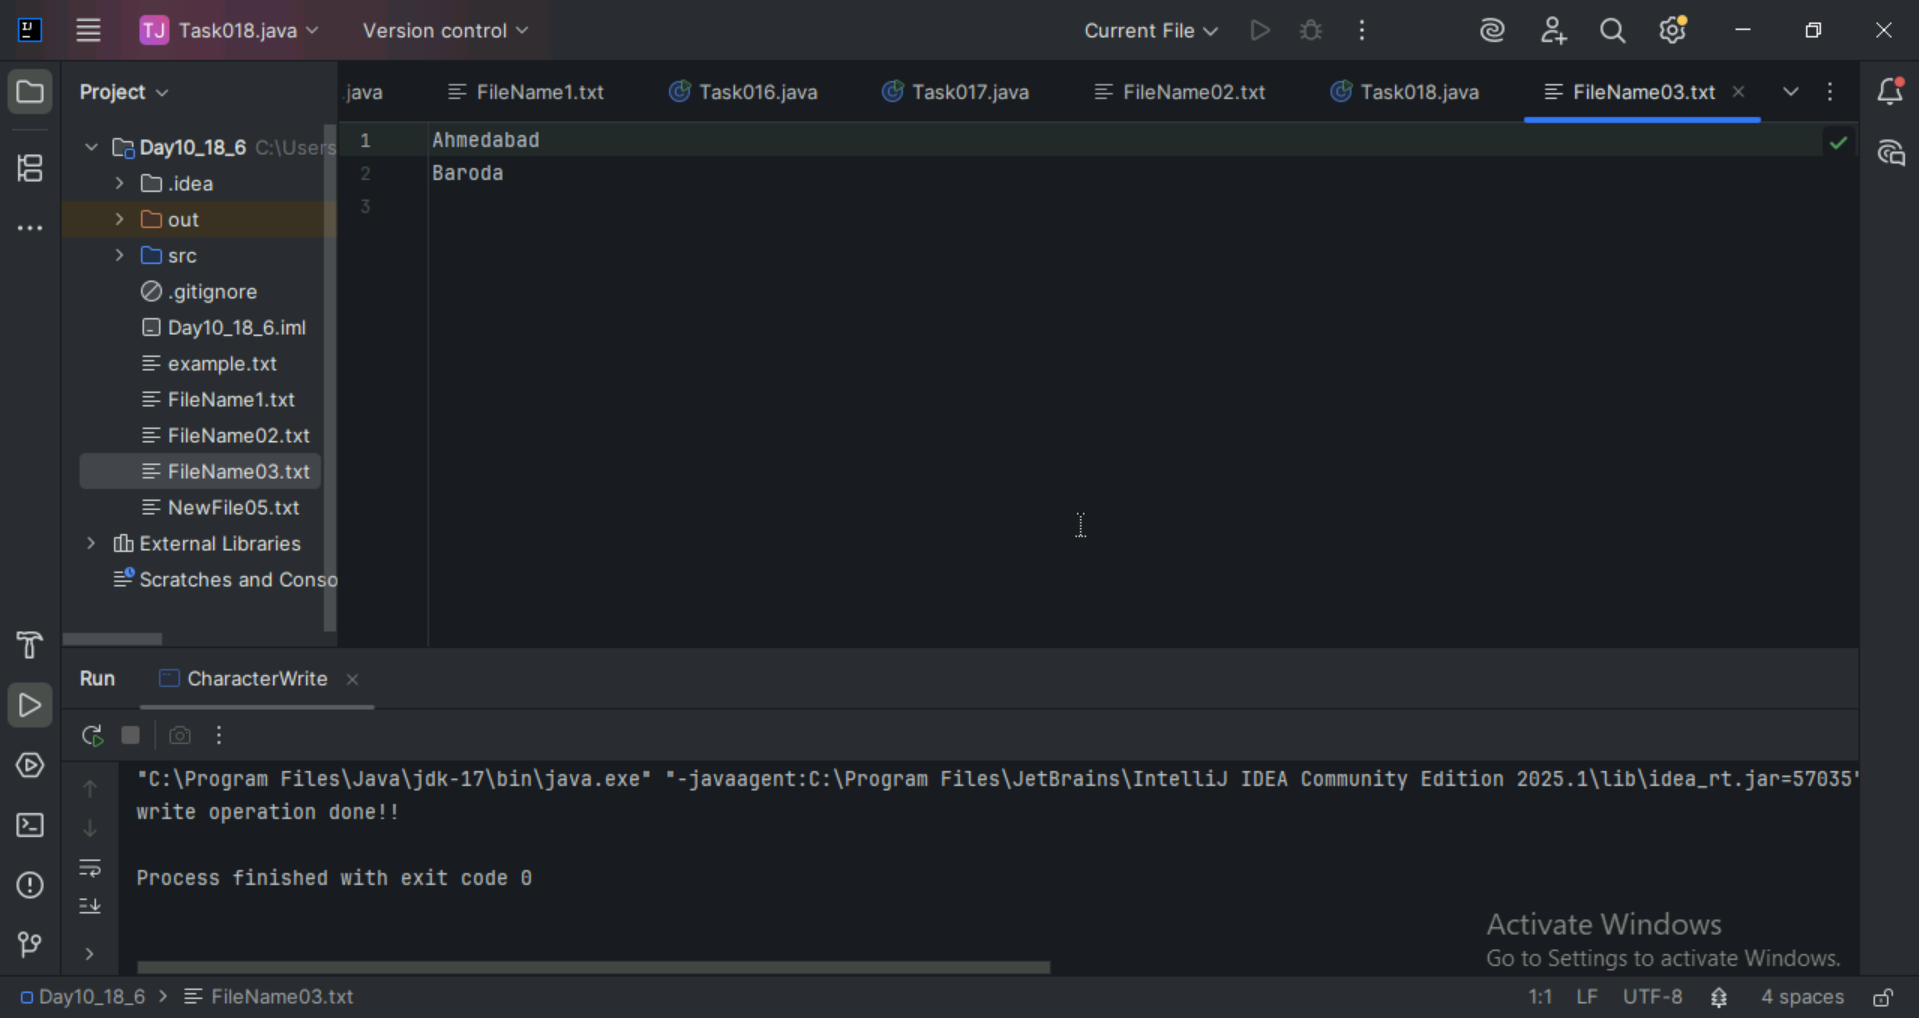 IJ
TJ Task018.java Version control Current File
Project
.java FileName1.txt Task016.java Task017.java FileName02.txt Task018.java FileName03.txt
Day10_18_6 C:\Users
.idea
out
src
.gitignore
Day10_18_6.iml
example.txt
FileName1.txt
FileName02.txt
FileName03.txt
NewFile05.txt
External Libraries
Scratches and Conso
1 Ahmedabad
2 Baroda
3
Run CharacterWrite
"C:\Program Files\Java\jdk-17\bin\java.exe" "-javaagent:C:\Program Files\JetBrains\IntelliJ IDEA Community Edition 2025.1\lib\idea_rt.jar=57035"
write operation done!!
Process finished with exit code 0
Activate Windows
Go to Settings to activate Windows.
Day10_18_6 > FileName03.txt 1:1 LF UTF-8 4 spaces